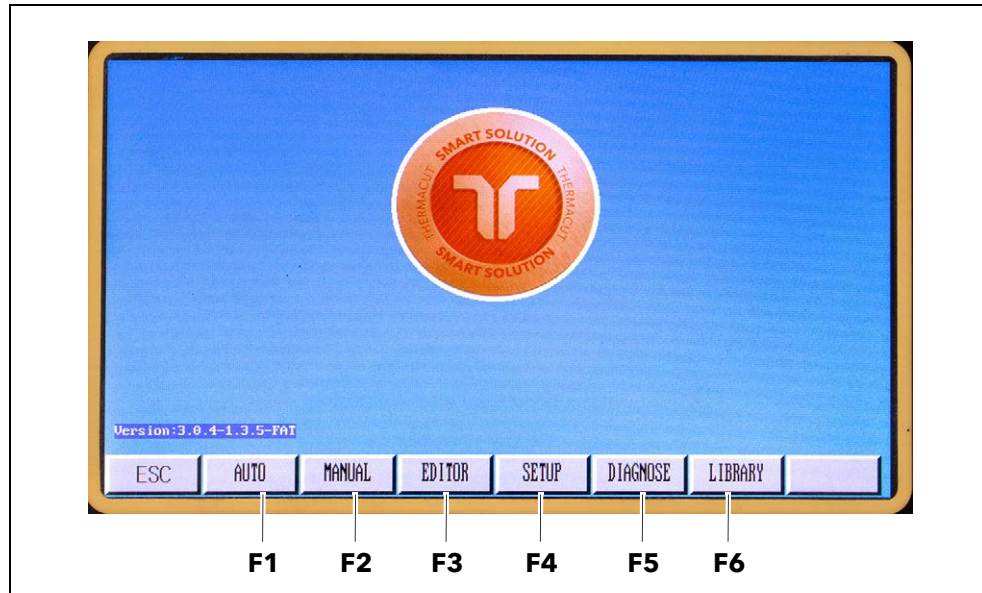 SMART SOLUTION
THERMACUT
THERMACUT
SMART SOLUTION
Version:3.0.4-1.3.5-FAT
ESC AUTO MANUAL EDITOR SETUP DIAGNOSE LIBRARY
F1 F2 F3 F4 F5 F6